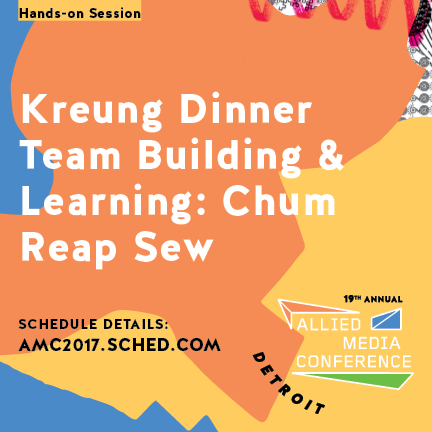 Hands-on Session
Kreung Dinner
Team Building &
Learning: Chum
Reap Sew
19TH ANNUAL
ALLIED
MEDIA
CONFERENCE
SCHEDULE DETAILS:
AMC2017.SCHED.COM
DETROIT